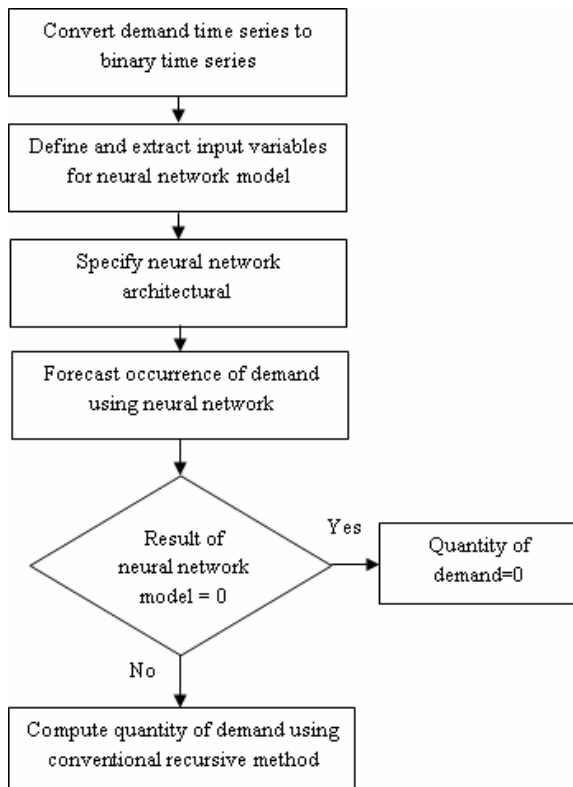 Convert demand time series to
binary time series
Define and extract input variables
for neural network model
Specify neural network
architectural
Forecast occurrence of demand
using neural network
Result of
neural network
model = 0
Yes
Quantity of
demand=0
No
Compute quantity of demand using
conventional recursive method